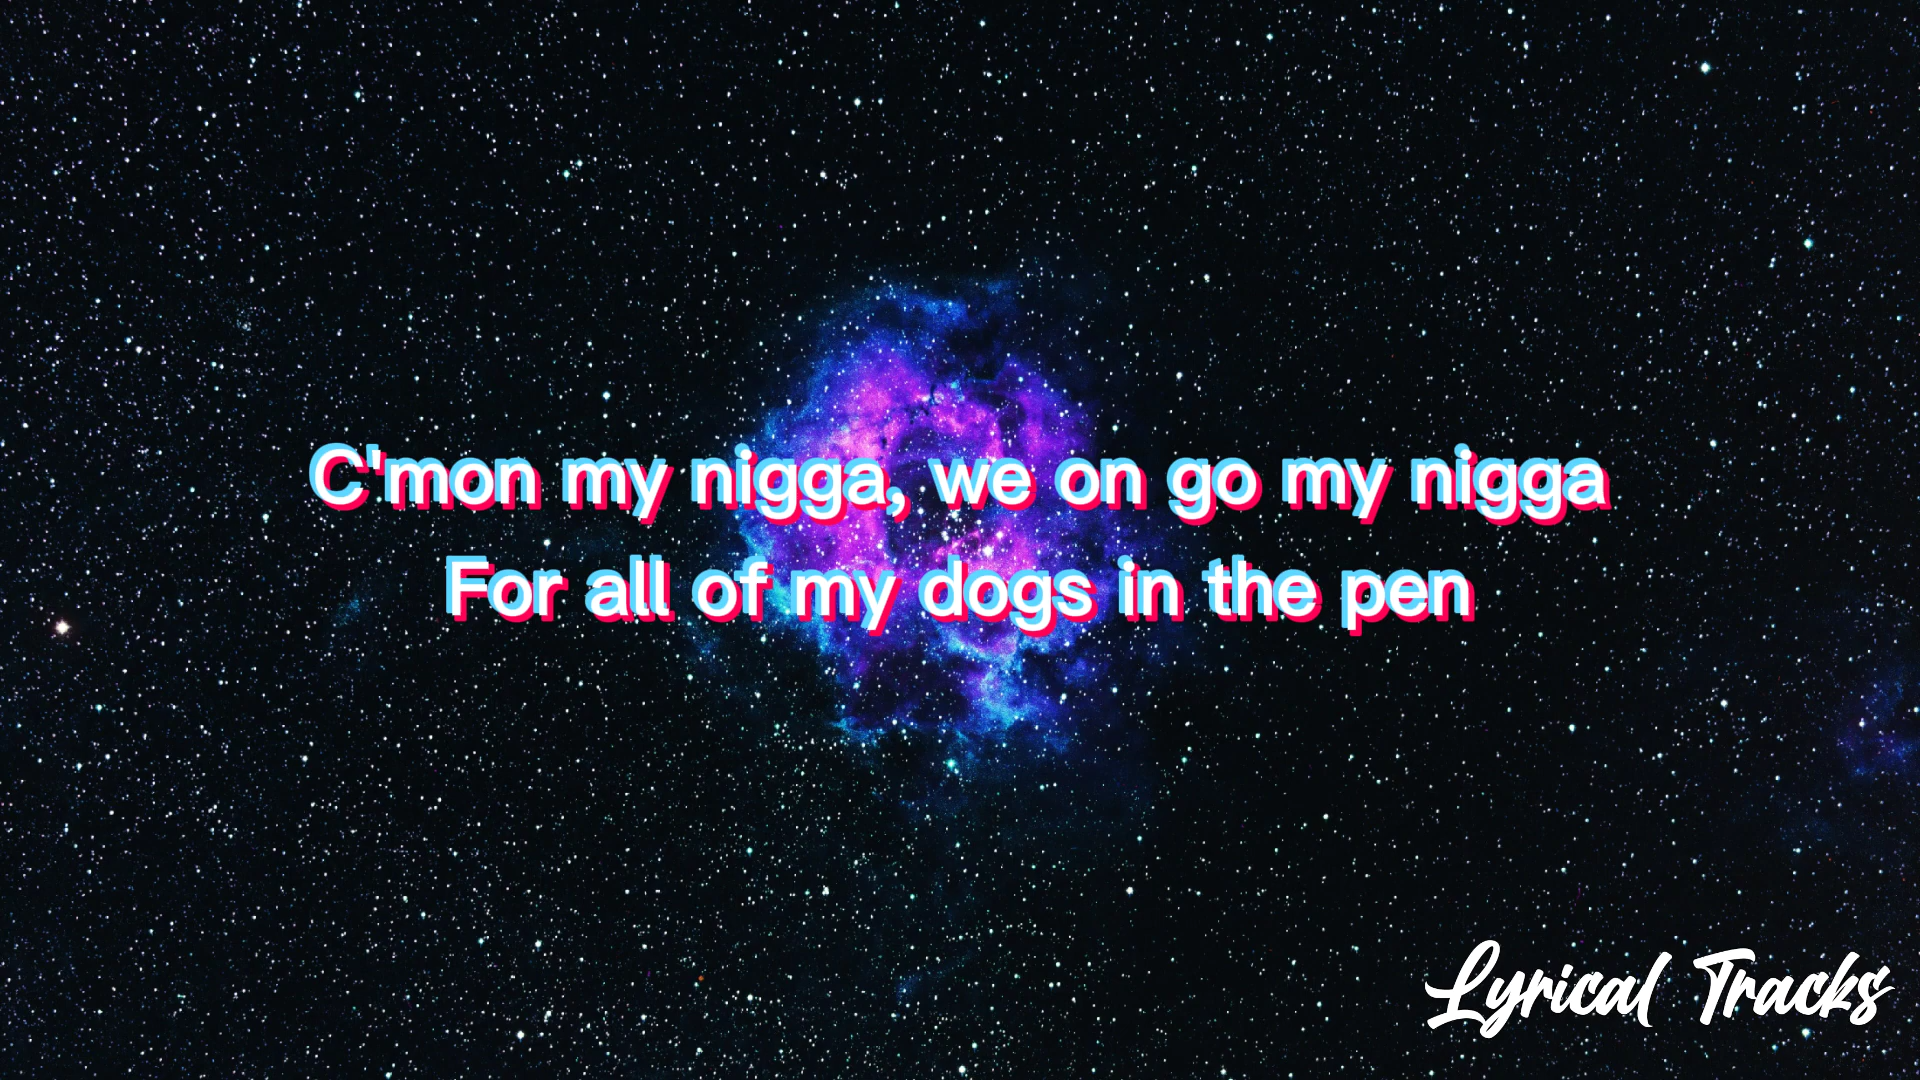 C'mon my nigga, we on go my nigga
For all of my dogs in the pen
Lyrical Tracks